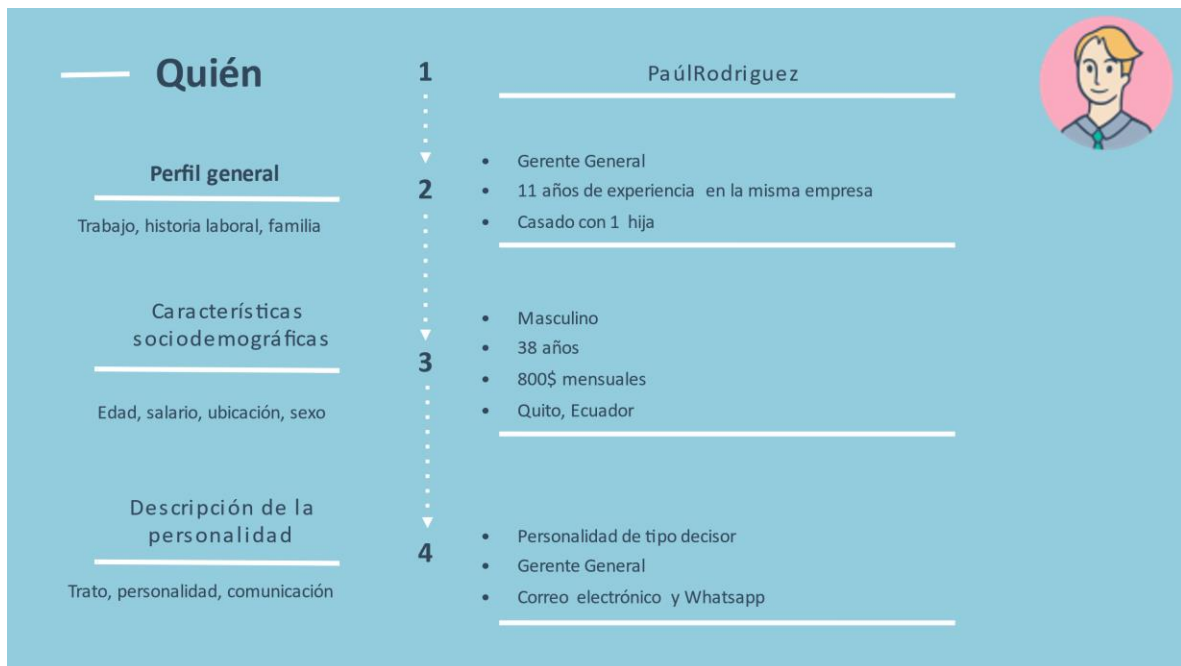 Quién
1
PaúlRodriguez
Perfil general
Trabajo, historia laboral, familia
2
• Gerente General
• 11 años de experiencia en la misma empresa
• Casado con 1 hija
Características
sociodemográficas
Edad, salario, ubicación, sexo
3
• Masculino
• 38 años
• 800$ mensuales
• Quito, Ecuador
Descripción de la
personalidad
Trato, personalidad, comunicación
4
• Personalidad de tipo decisor
• Gerente General
• Correo electrónico y Whatsapp